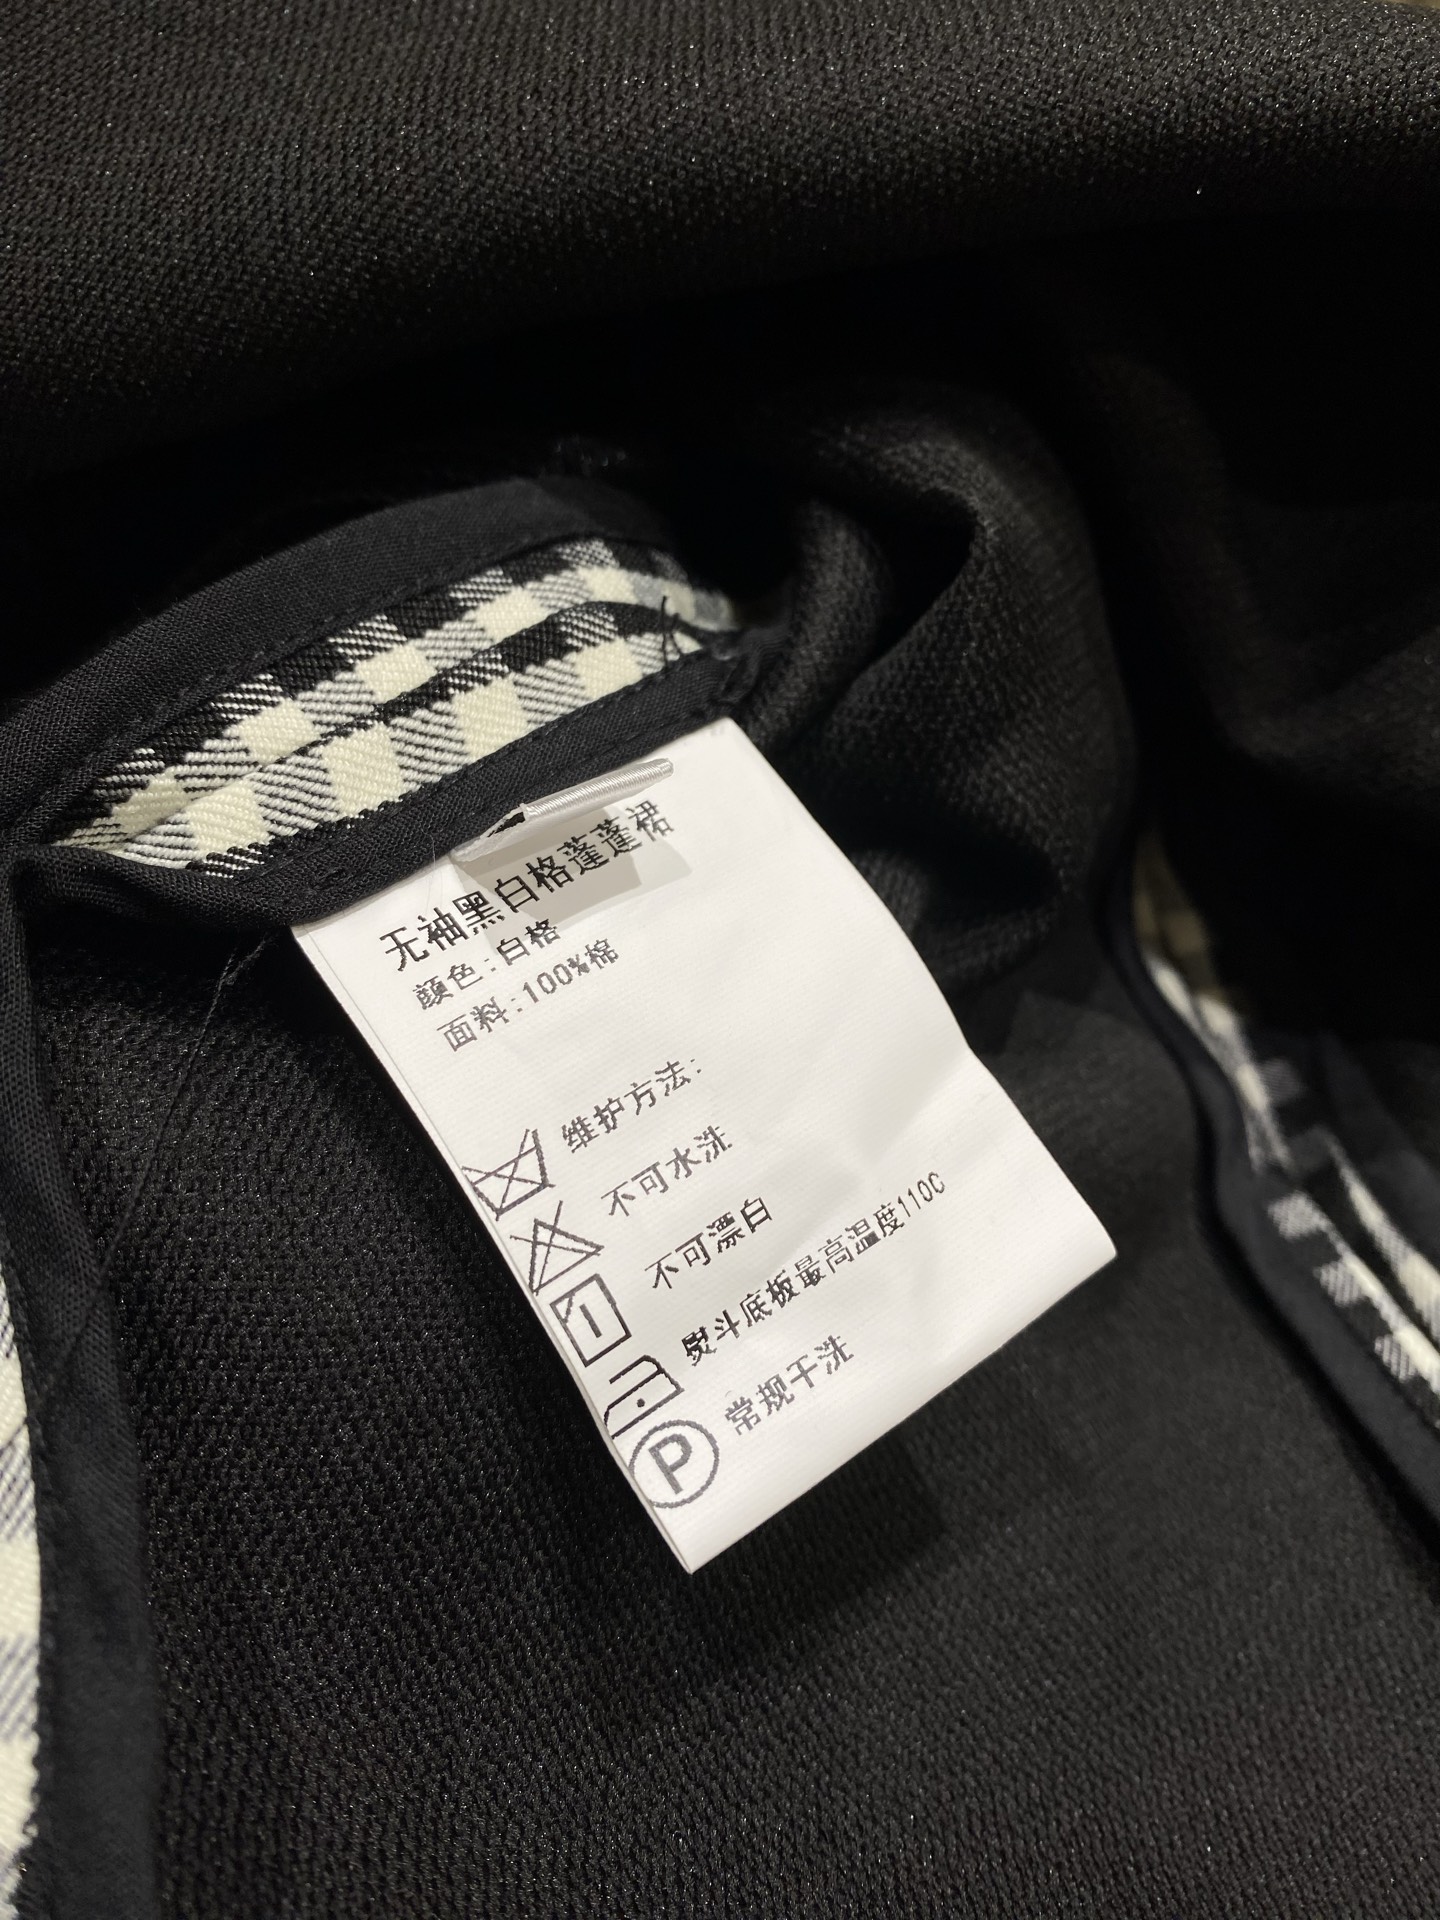 无袖黑白格蓬蓬裙
颜色:白格
面料:100%棉
维护方法:
不可水洗
不可漂白
熨斗底板最高温度110C
常规干洗
P